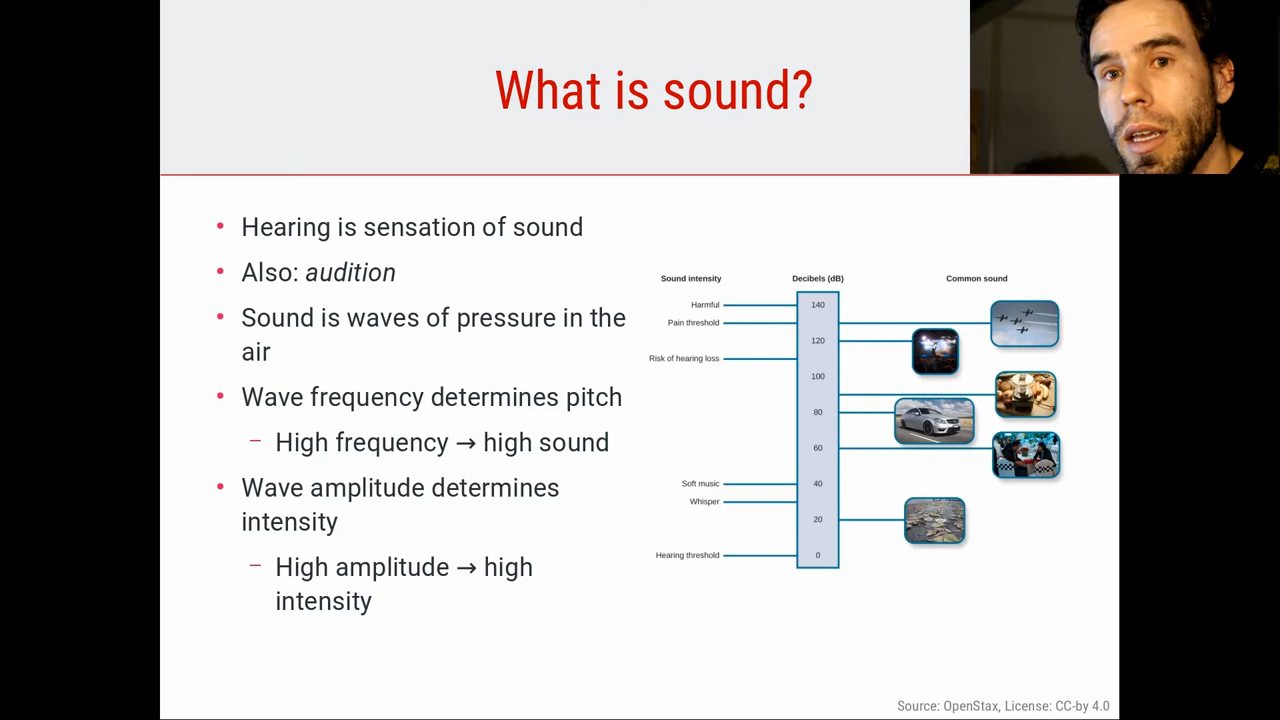 What is sound?
• Hearing is sensation of sound
• Also: audition
• Sound is waves of pressure in the
air
• Wave frequency determines pitch
– High frequency → high sound
• Wave amplitude determines
intensity
– High amplitude → high
intensity
Sound intensity Decibels (dB) Common sound
Harmful 140
Pain threshold
120
Risk of hearing loss
100
80
60
Soft music 40
Whisper
20
Hearing threshold 0
Source: OpenStax, License: CC-by 4.0